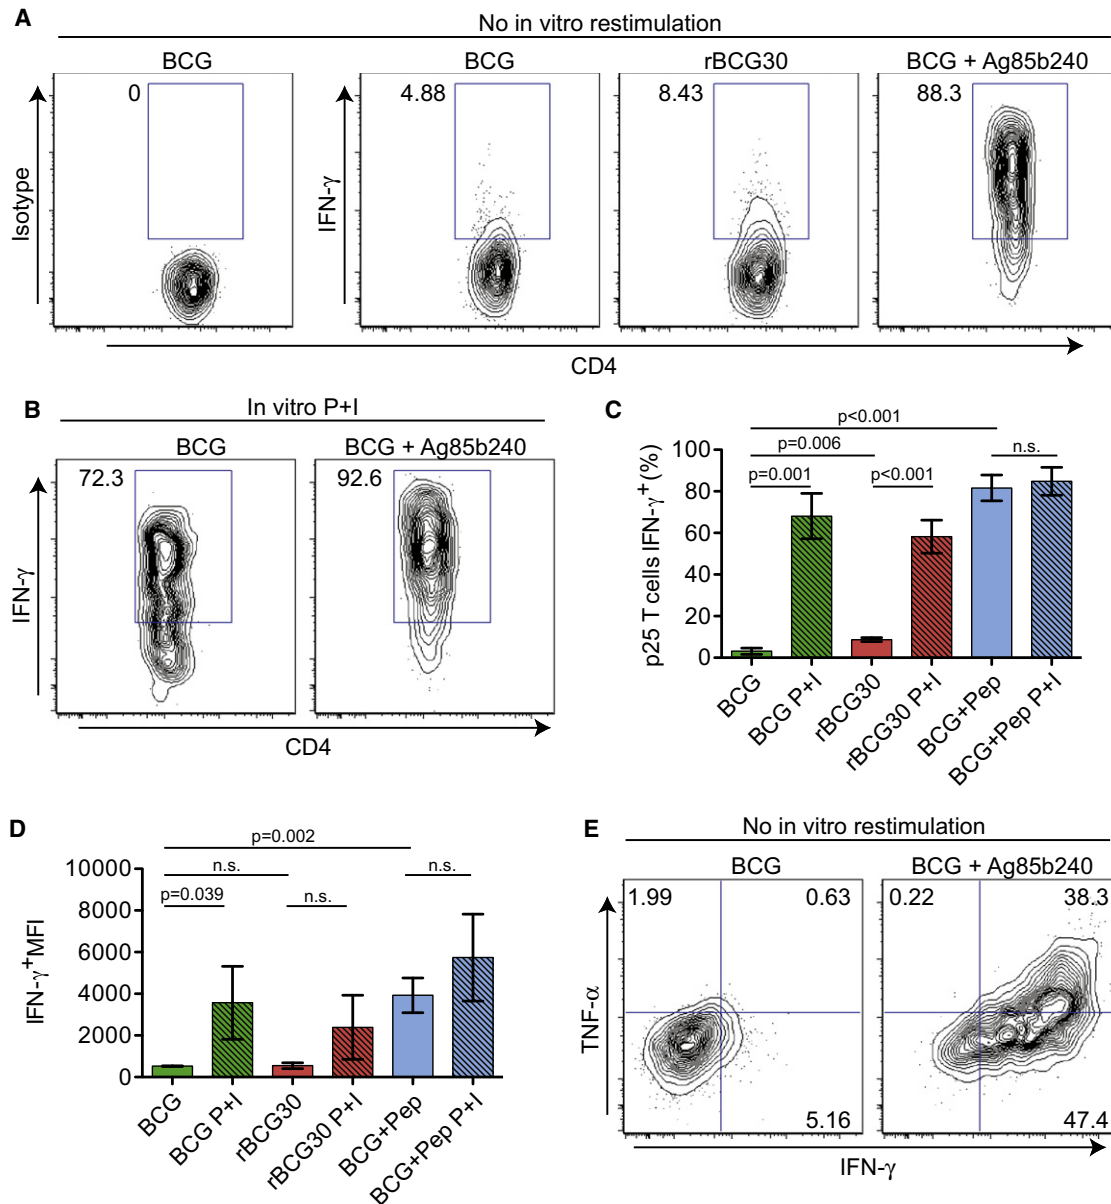 A
No in vitro restimulation
BCG
BCG
rBCG30
BCG + Ag85b240
0
4.88
8.43
88.3
Isotype
IFN-γ
CD4
B
In vitro P+I
BCG
BCG + Ag85b240
72.3
92.6
IFN-γ
CD4
C
p<0.001
p=0.006
n.s.
p=0.001
p<0.001
p25 T cells IFN-γ+ (%)
100
80
60
40
20
0
BCG
BCG P+I
rBCG30
rBCG30 P+I
BCG+Pep
BCG+Pep P+I
D
p=0.002
n.s.
n.s.
p=0.039
n.s.
IFN-γ+MFI
10000
8000
6000
4000
2000
0
BCG
BCG P+I
rBCG30
rBCG30 P+I
BCG+Pep
BCG+Pep P+I
E
No in vitro restimulation
BCG
BCG + Ag85b240
1.99
0.63
0.22
38.3
TNF-α
5.16
47.4
IFN-γ